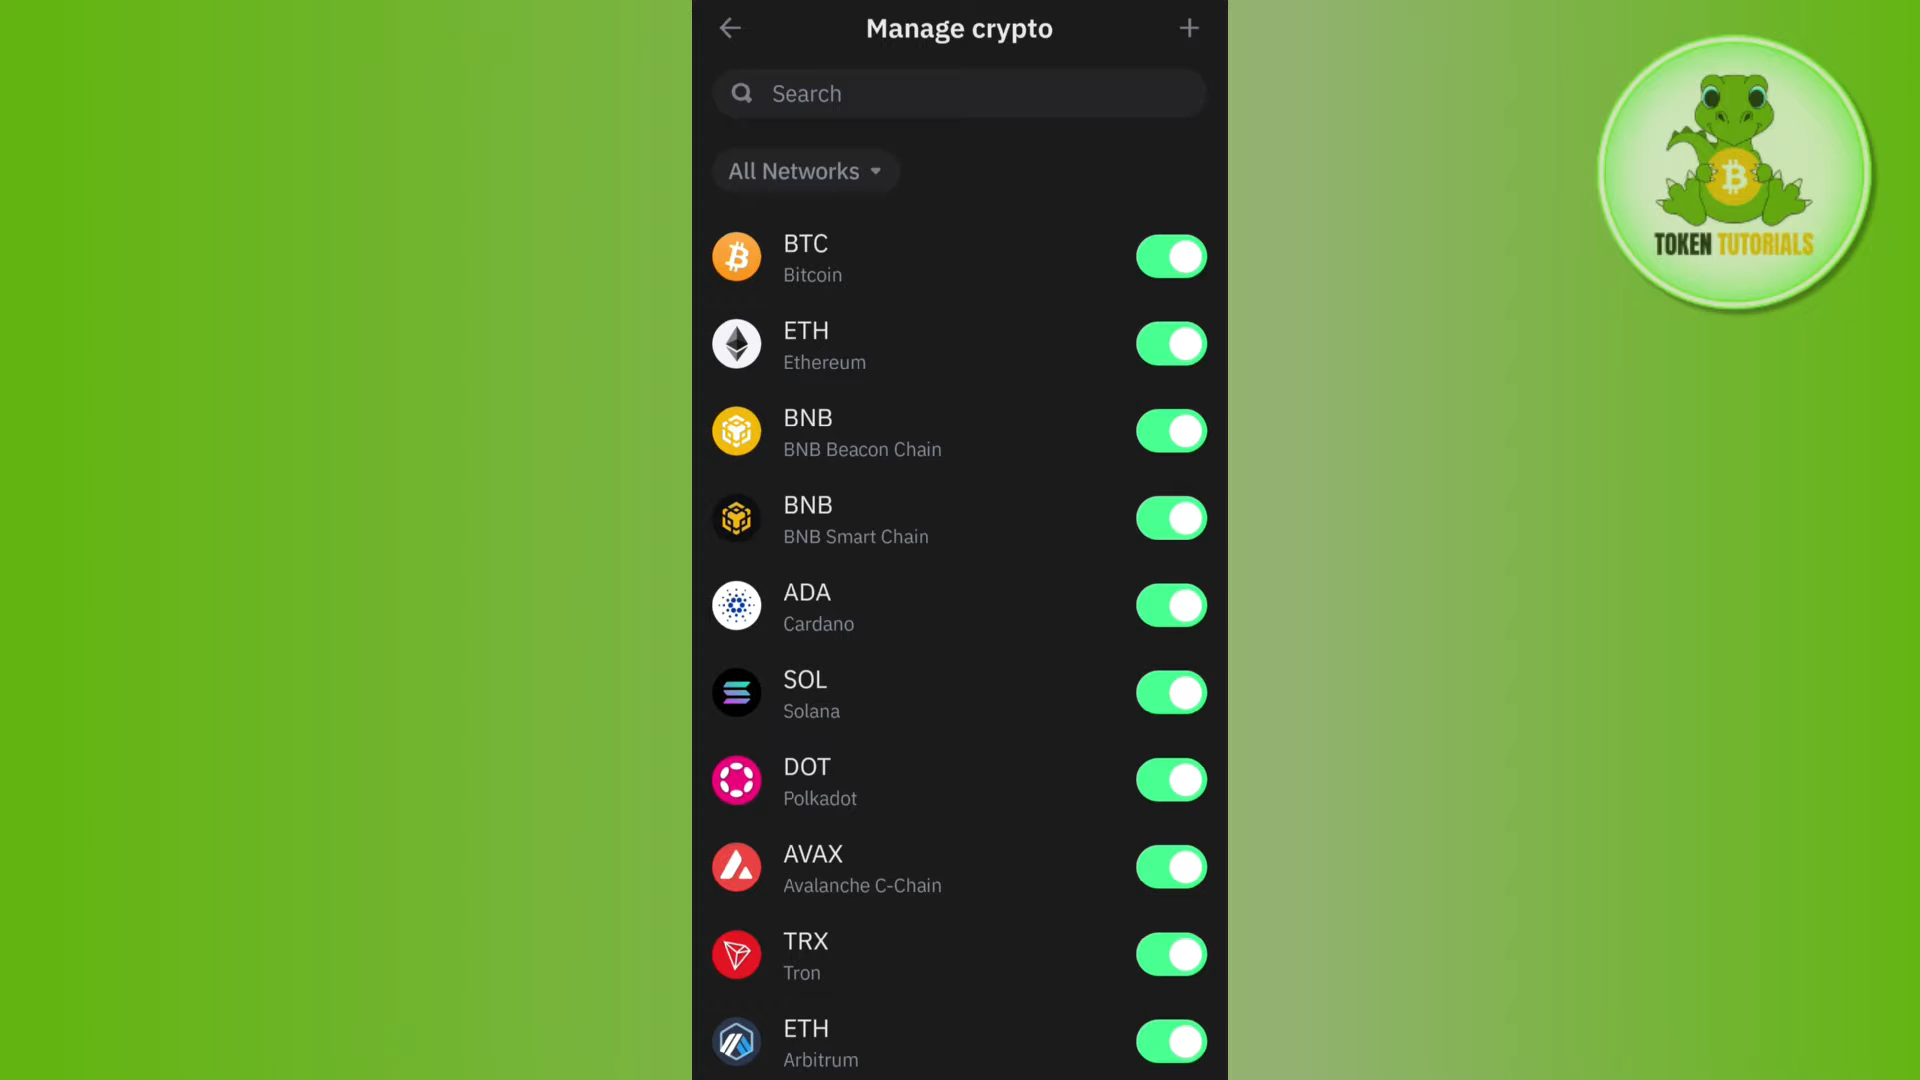 Manage crypto
Search
All Networks
BTC
Bitcoin
ETH
Ethereum
BNB
BNB Beacon Chain
BNB
BNB Smart Chain
ADA
Cardano
SOL
Solana
DOT
Polkadot
AVAX
Avalanche C-Chain
TRX
Tron
ETH
Arbitrum
TOKEN TUTORIALS